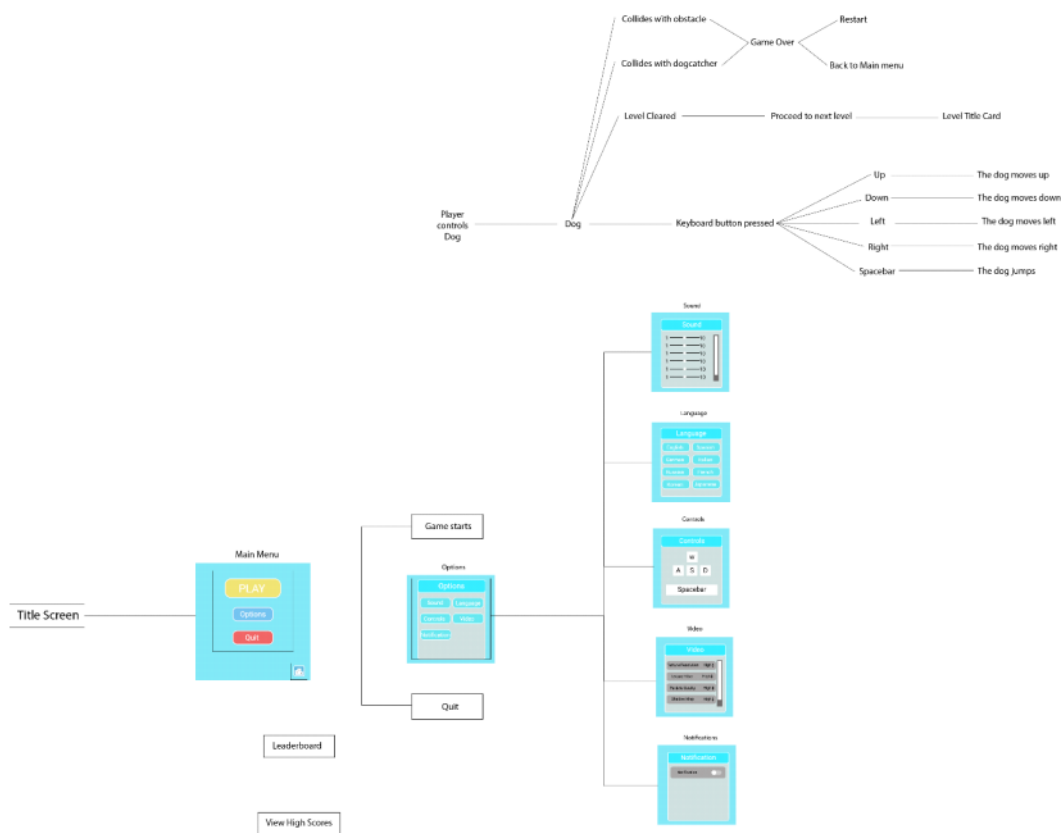 Collides with obstacle
Restart
Game Over
Collides with dogcatcher
Back to Main menu
Level Cleared
Proceed to next level
Level Title Card
Up
The dog moves up
Down
The dog moves down
Player
controls
Dog
Dog
Keyboard button pressed
Left
The dog moves left
Right
The dog moves right
Spacebar
The dog jumps
Sound
Sound
Language
Language
English
Russian
Controls
Controls
W
A S D
Spacebar
Game starts
Main Menu
PLAY
Options
Quit
Options
Options
Sound
Language
Controls
Video
Notification
Title Screen
Quit
Leaderboard
View High Scores
Video
Video
Notifications
Notification
Notification